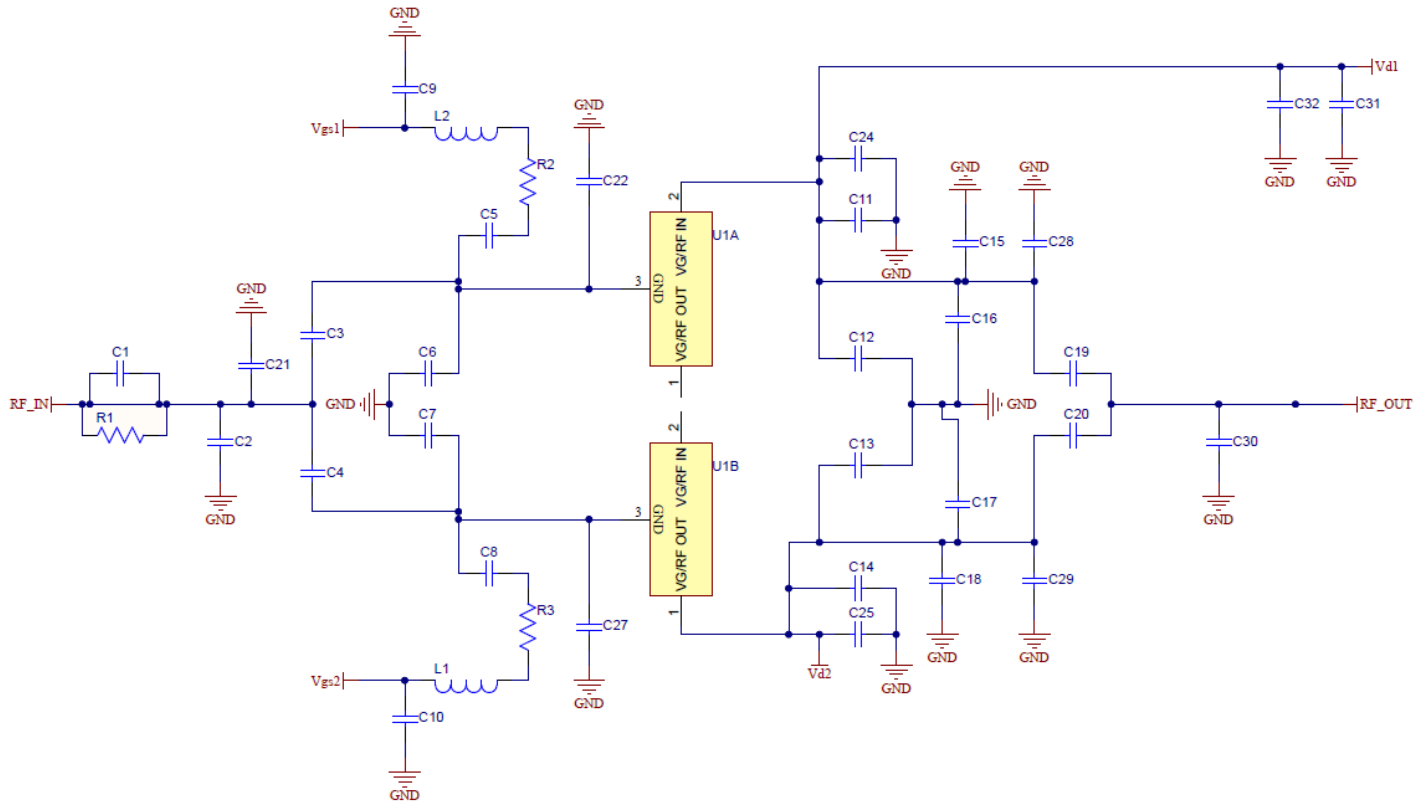 GND
C9
Vgs1
L2
R2
C5
GND
C22
Vd1
C32
C31
GND
GND
C24
C11
GND
GND
GND
C15
C28
2
U1A
VG/RF IN
3
GND
VG/RF OUT
1
C16
C3
C6
C12
C19
GND
C21
C1
RF_IN
R1
C2
GND
GND
C7
GND
RF_OUT
C20
C30
GND
C4
C13
2
U1B
VG/RF IN
3
GND
VG/RF OUT
1
C17
C8
R3
C27
GND
C14
C25
Vd2
GND
C18
GND
C29
GND
Vgs2
L1
C10
GND